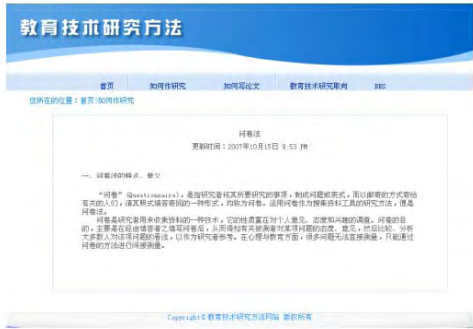 教育技术研究方法
首页 如何作研究 如何写论文 教育技术研究取向 BBS
您所在的位置：首页>如何作研究
问卷法
更新时间：2007年10月15日 9:53 PM
一、问卷法的特点、意义
“问卷”(Questionnaire)，是指研究者将其所要研究的事项，制成问题或表式，而以邮寄的方式寄给
有关的人们，请其照式填答寄回的一种形式，均称为问卷。运用问卷作为搜集资料工具的研究方法，便是
问卷法。
问卷是研究者用来收集资料的一种技术，它的性质重在对个人意见、态度和兴趣的调查。问卷的目
的，主要是在经由填答者之填写问卷后，从而得知有关被测者对某项问题的态度、意见，然后比较、分析
大多数人对该项问题的看法，以作为研究者参考。在心理与教育方面，很多问题无法直接测量，只能通过
问卷的方法进行间接测量。
Copyright© 教育技术研究方法网站 版权所有